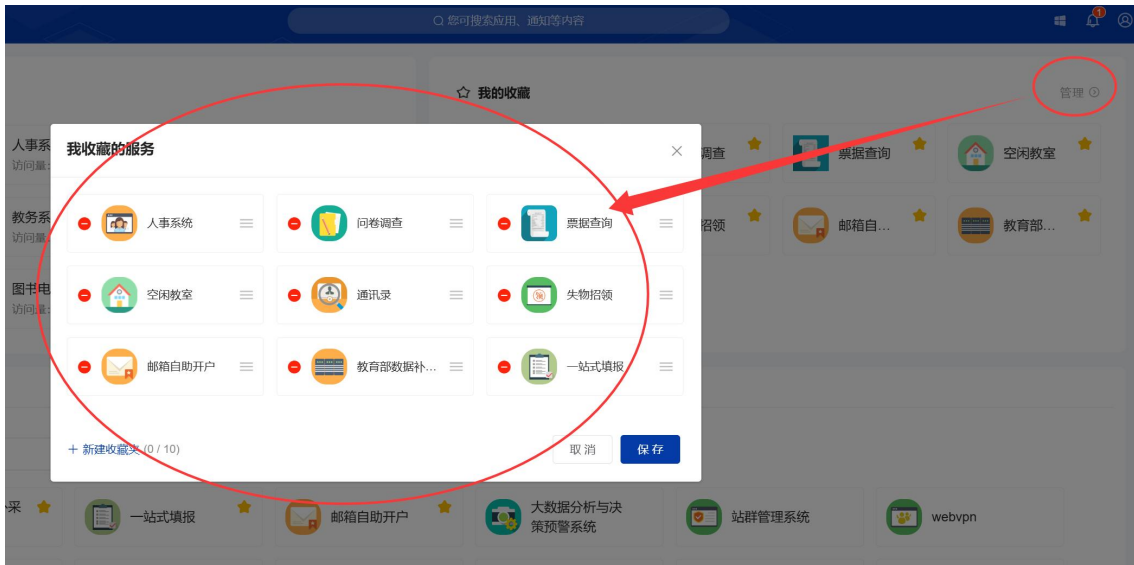 您可搜索应用、通知等内容
1
我的收藏
管理
人事系
访问量:
调查
票据查询
空闲教室
教务系
访问量:
招领
邮箱自...
教育部...
图书电
访问量:
我收藏的服务
人事系统
问卷调查
票据查询
空闲教室
通讯录
失物招领
邮箱自助开户
教育部数据补...
一站式填报
+ 新建收藏夹 (0 / 10)
取消
保存
采
一站式填报
邮箱自助开户
大数据分析与决
策预警系统
站群管理系统
webvpn